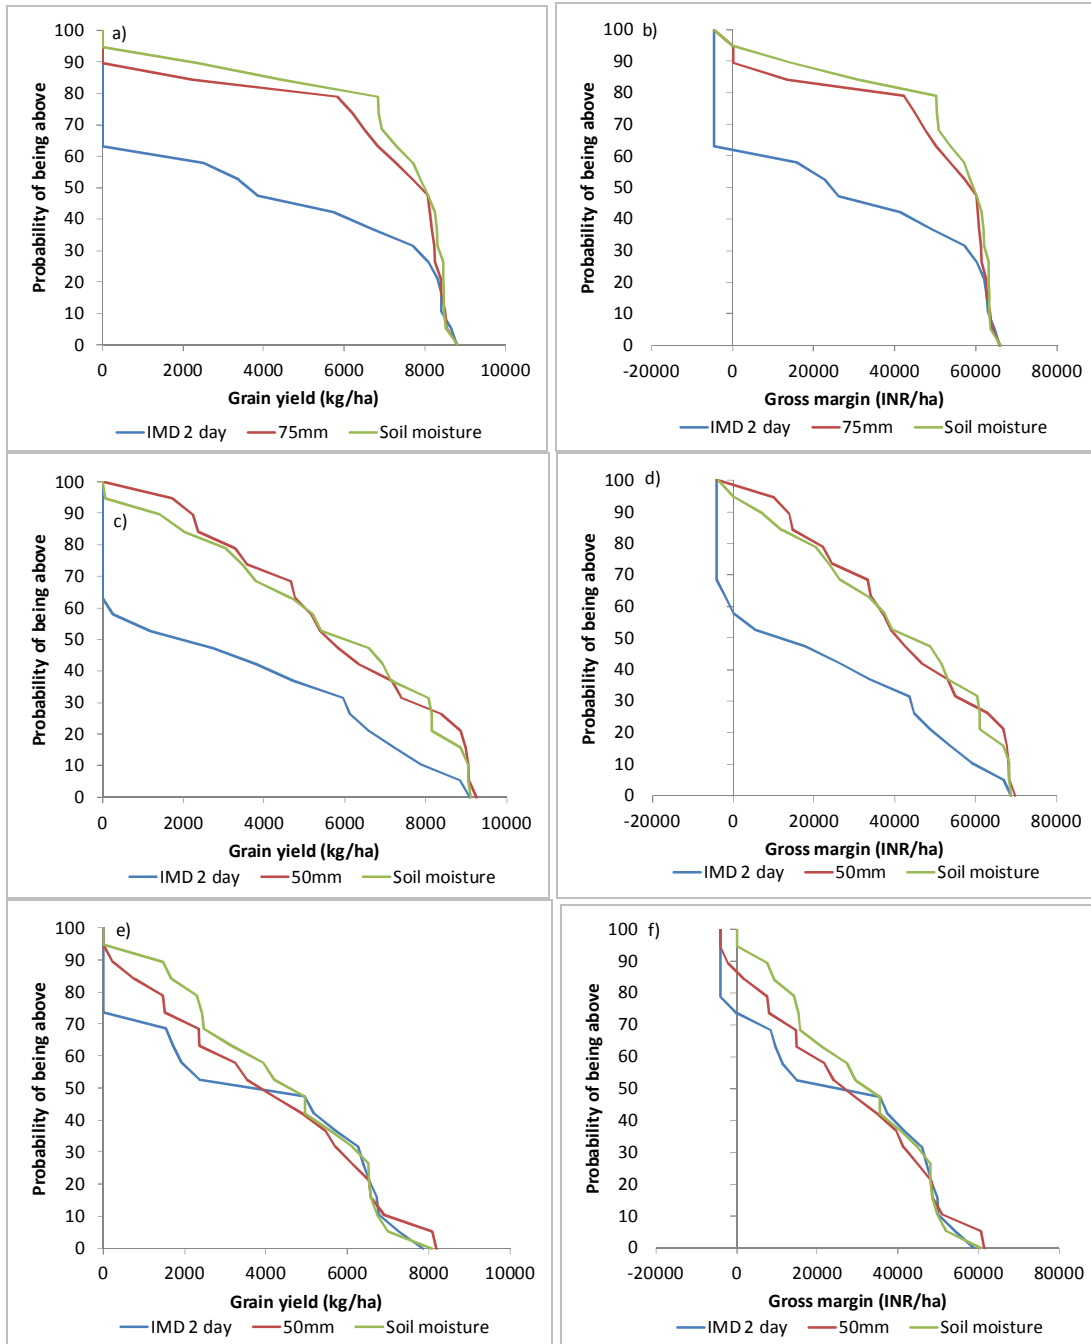 a)
Probability of being above
100
90
80
70
60
50
40
30
20
10
0
0 2000 4000 6000 8000 10000
Grain yield (kg/ha)
IMD 2 day 75mm Soil moisture
b)
Probability of being above
100
90
80
70
60
50
40
30
20
10
0
-20000 0 20000 40000 60000 80000
Gross margin (INR/ha)
IMD 2 day 75mm Soil moisture
c)
Probability of being above
100
90
80
70
60
50
40
30
20
10
0
0 2000 4000 6000 8000 10000
Grain yield (kg/ha)
IMD 2 day 50mm Soil moisture
d)
Probability of being above
100
90
80
70
60
50
40
30
20
10
0
-20000 0 20000 40000 60000 80000
Gross margin (INR/ha)
IMD 2 day 50mm Soil moisture
e)
Probability of being above
100
90
80
70
60
50
40
30
20
10
0
0 2000 4000 6000 8000 10000
Grain yield (kg/ha)
IMD 2 day 50mm Soil moisture
f)
Probability of being above
100
90
80
70
60
50
40
30
20
10
0
-20000 0 20000 40000 60000 80000
Gross margin (INR/ha)
IMD 2 day 50mm Soil moisture